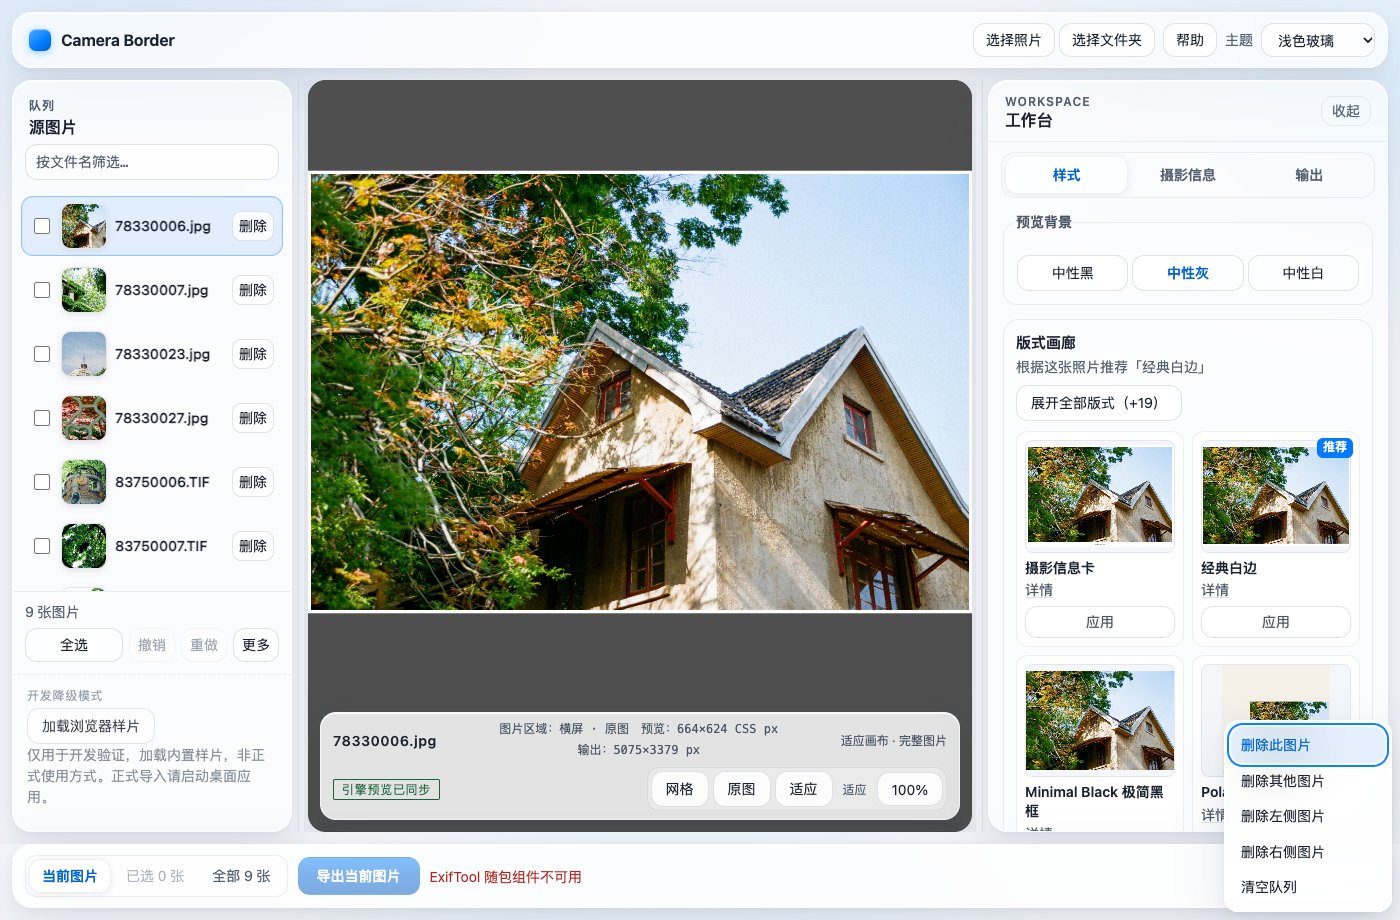 Camera Border
选择照片
选择文件夹
帮助
主题
浅色玻璃
队列
源图片
按文件名筛选…
78330006.jpg
删除
78330007.jpg
删除
78330023.jpg
删除
78330027.jpg
删除
83750006.TIF
删除
83750007.TIF
删除
9 张图片
全选
撤销
重做
更多
开发降级模式
加载浏览器样片
仅用于开发验证，加载内置样片，非正
式使用方式。正式导入请启动桌面应
用。
78330006.jpg
图片区域：横屏 · 原图 预览：664×624 CSS px
输出：5075×3379 px
适应画布 · 完整图片
引擎预览已同步
网格
原图
适应
适应
100%
WORKSPACE
工作台
收起
样式
摄影信息
输出
预览背景
中性黑
中性灰
中性白
版式画廊
根据这张照片推荐「经典白边」
展开全部版式（+19）
推荐
摄影信息卡
详情
应用
经典白边
详情
应用
Minimal Black 极简黑
框
详情
Pola
详情
删除此图片
删除其他图片
删除左侧图片
删除右侧图片
清空队列
当前图片
已选 0 张
全部 9 张
导出当前图片
ExifTool 随包组件不可用